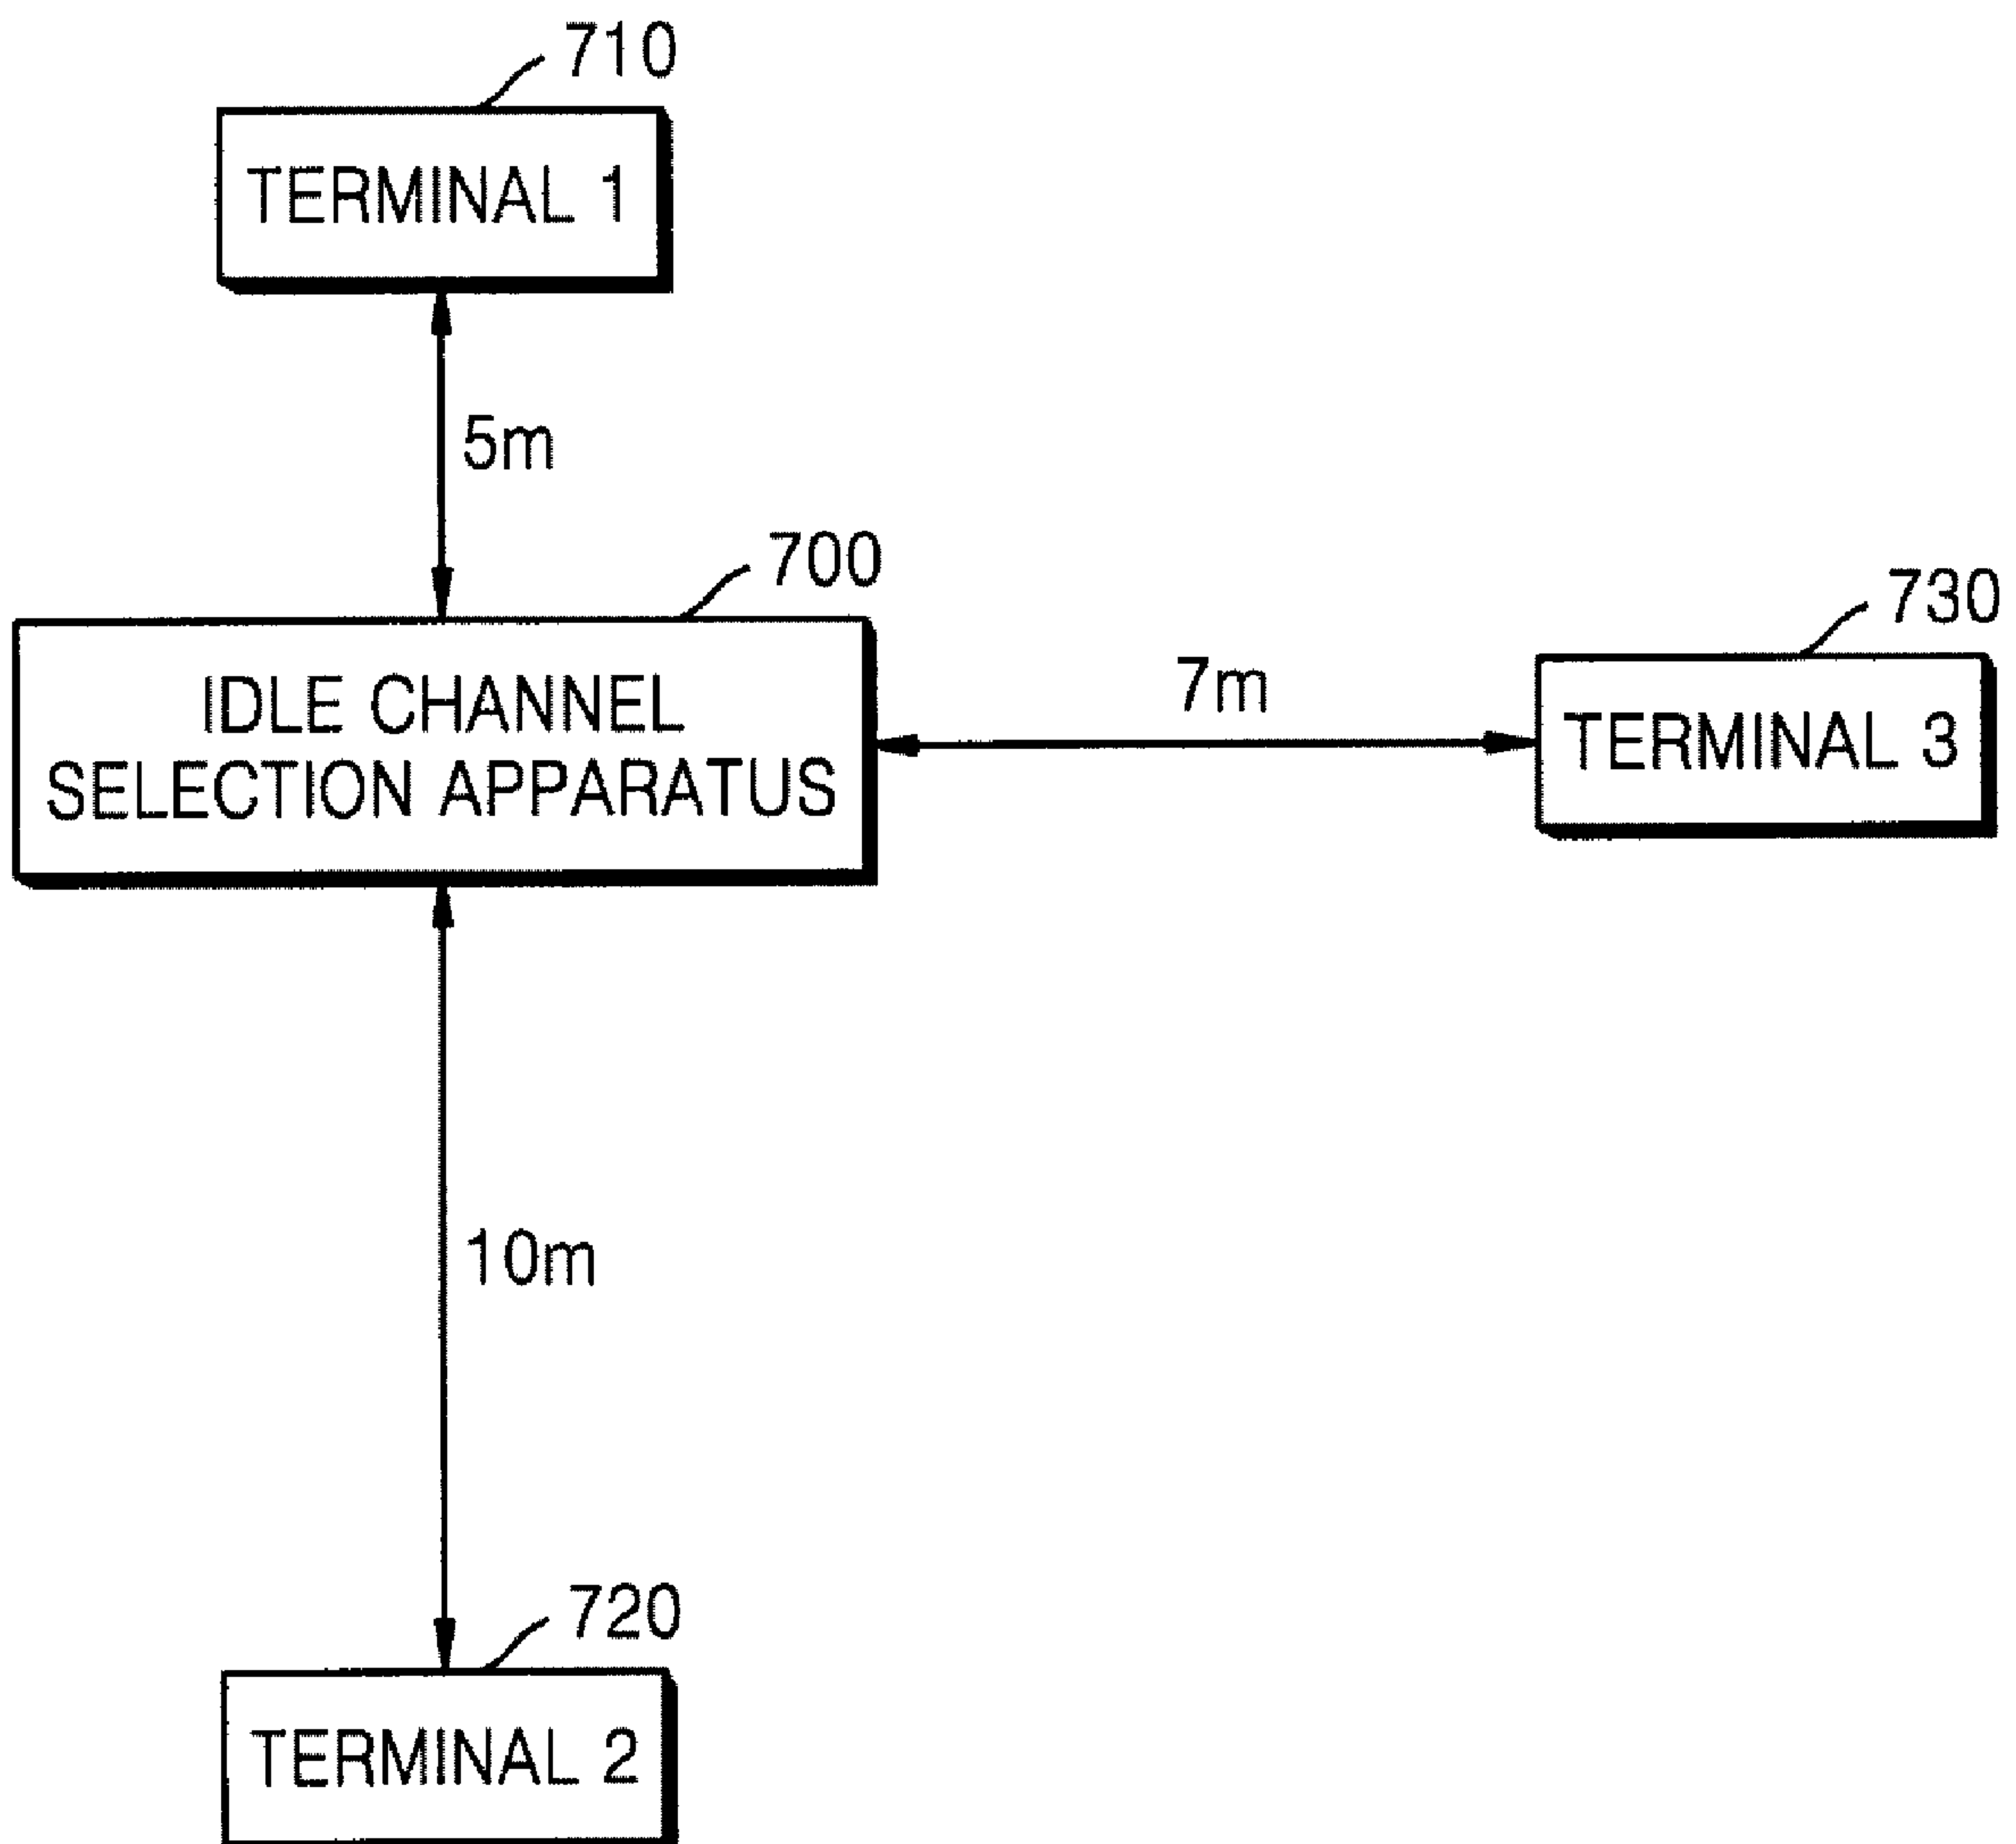 710
TERMINAL 1
5m
700
730
IDLE CHANNEL
SELECTION APPARATUS
7m
TERMINAL 3
10m
720
TERMINAL 2